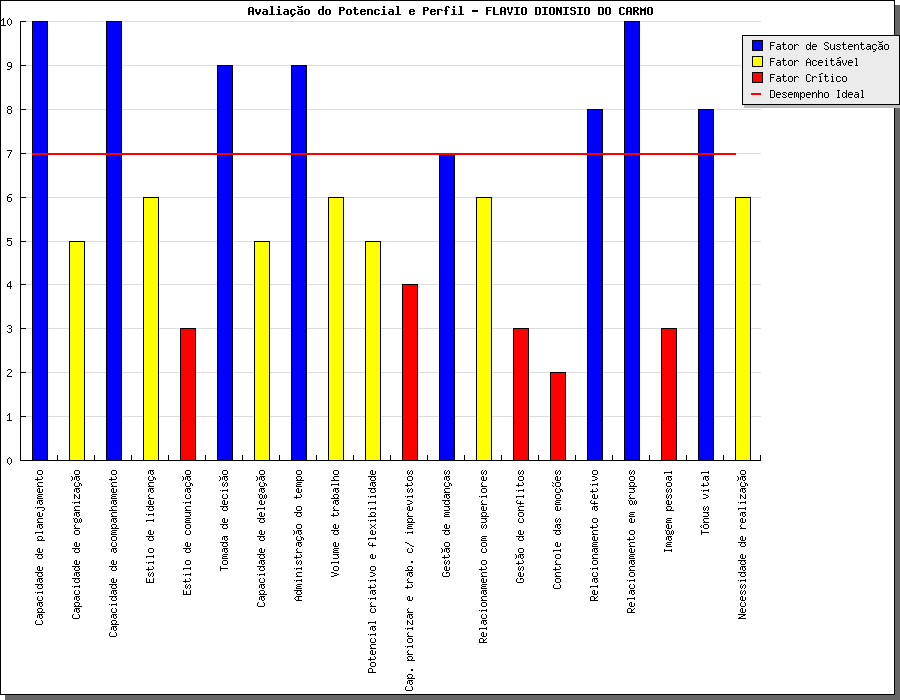 Avaliação do Potencial e Perfil - FLAVIO DIONISIO DO CARMO
Fator de Sustentação
Fator Aceitável
Fator Crítico
Desempenho Ideal
10
9
8
7
6
5
4
3
2
1
0
Capacidade de planejamento
Capacidade de organização
Capacidade de acompanhamento
Estilo de liderança
Estilo de comunicação
Tomada de decisão
Capacidade de delegação
Administração do tempo
Volume de trabalho
Potencial criativo e flexibilidade
Cap. priorizar e trab. c/ imprevistos
Gestão de mudanças
Relacionamento com superiores
Gestão de conflitos
Controle das emoções
Relacionamento afetivo
Relacionamento em grupos
Imagem pessoal
Tônus vital
Necessidade de realização